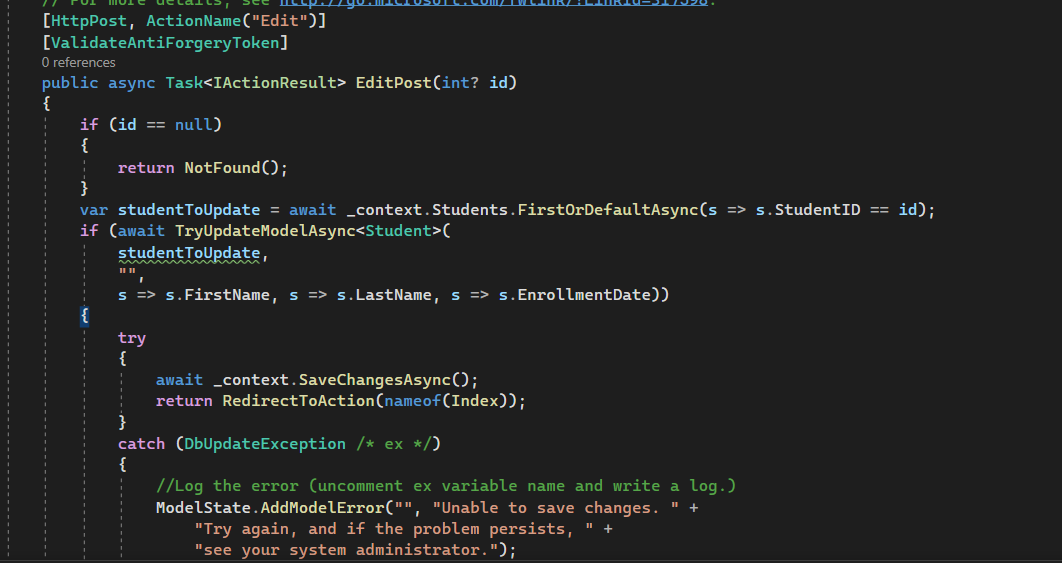 // For more details, see http://go.microsoft.com/fwlink/?LinkId=317598.
[HttpPost, ActionName("Edit")]
[ValidateAntiForgeryToken]
0 references
public async Task<IActionResult> EditPost(int? id)
{
if (id == null)
{
return NotFound();
}
var studentToUpdate = await _context.Students.FirstOrDefaultAsync(s => s.StudentID == id);
if (await TryUpdateModelAsync<Student>(
studentToUpdate,
"",
s => s.FirstName, s => s.LastName, s => s.EnrollmentDate))
{
try
{
await _context.SaveChangesAsync();
return RedirectToAction(nameof(Index));
}
catch (DbUpdateException /* ex */)
{
//Log the error (uncomment ex variable name and write a log.)
ModelState.AddModelError("", "Unable to save changes. " +
"Try again, and if the problem persists, " +
"see your system administrator.");